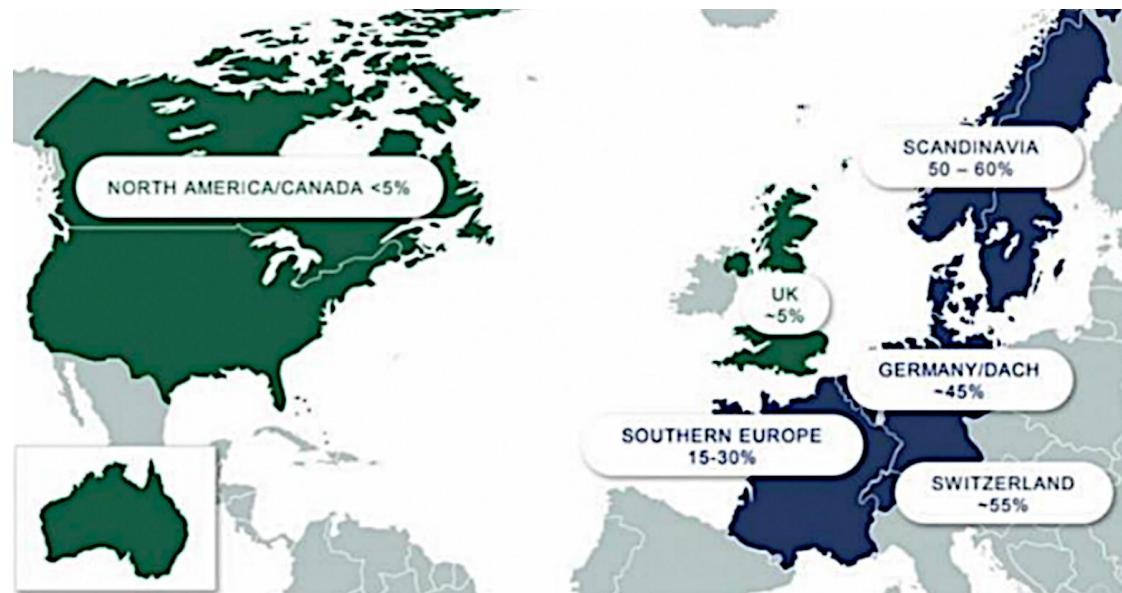 NORTH AMERICA/CANADA <5%
SCANDINAVIA
50 – 60%
UK
~5%
GERMANY/DACH
~45%
SOUTHERN EUROPE
15-30%
SWITZERLAND
~55%